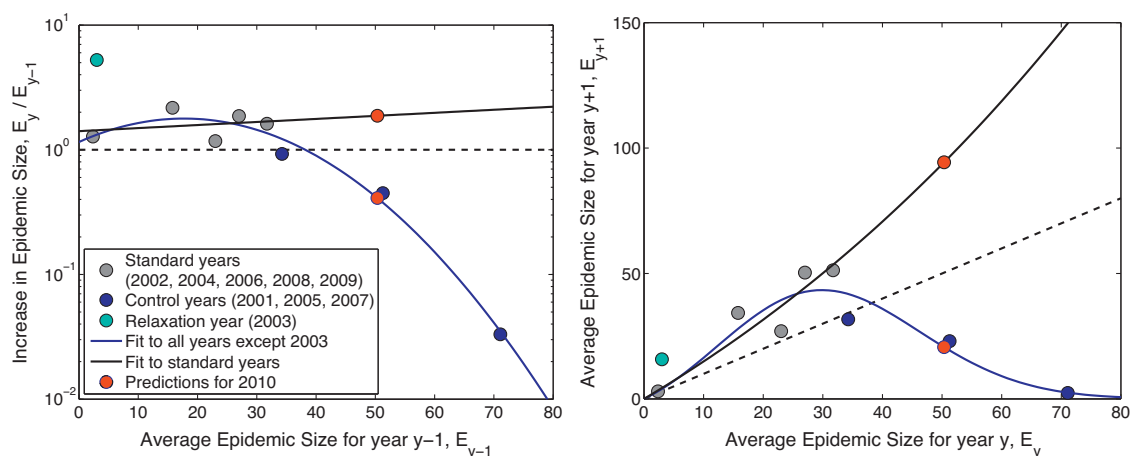 10^1
10^0
10^{-1}
10^{-2}
Increase in Epidemic Size, E_y / E_{y−1}
Standard years
(2002, 2004, 2006, 2008, 2009)
Control years (2001, 2005, 2007)
Relaxation year (2003)
Fit to all years except 2003
Fit to standard years
Predictions for 2010
0 10 20 30 40 50 60 70 80
Average Epidemic Size for year y−1, E_{y−1}
150
100
50
0
Average Epidemic Size for year y+1, E_{y+1}
0 10 20 30 40 50 60 70 80
Average Epidemic Size for year y, E_y